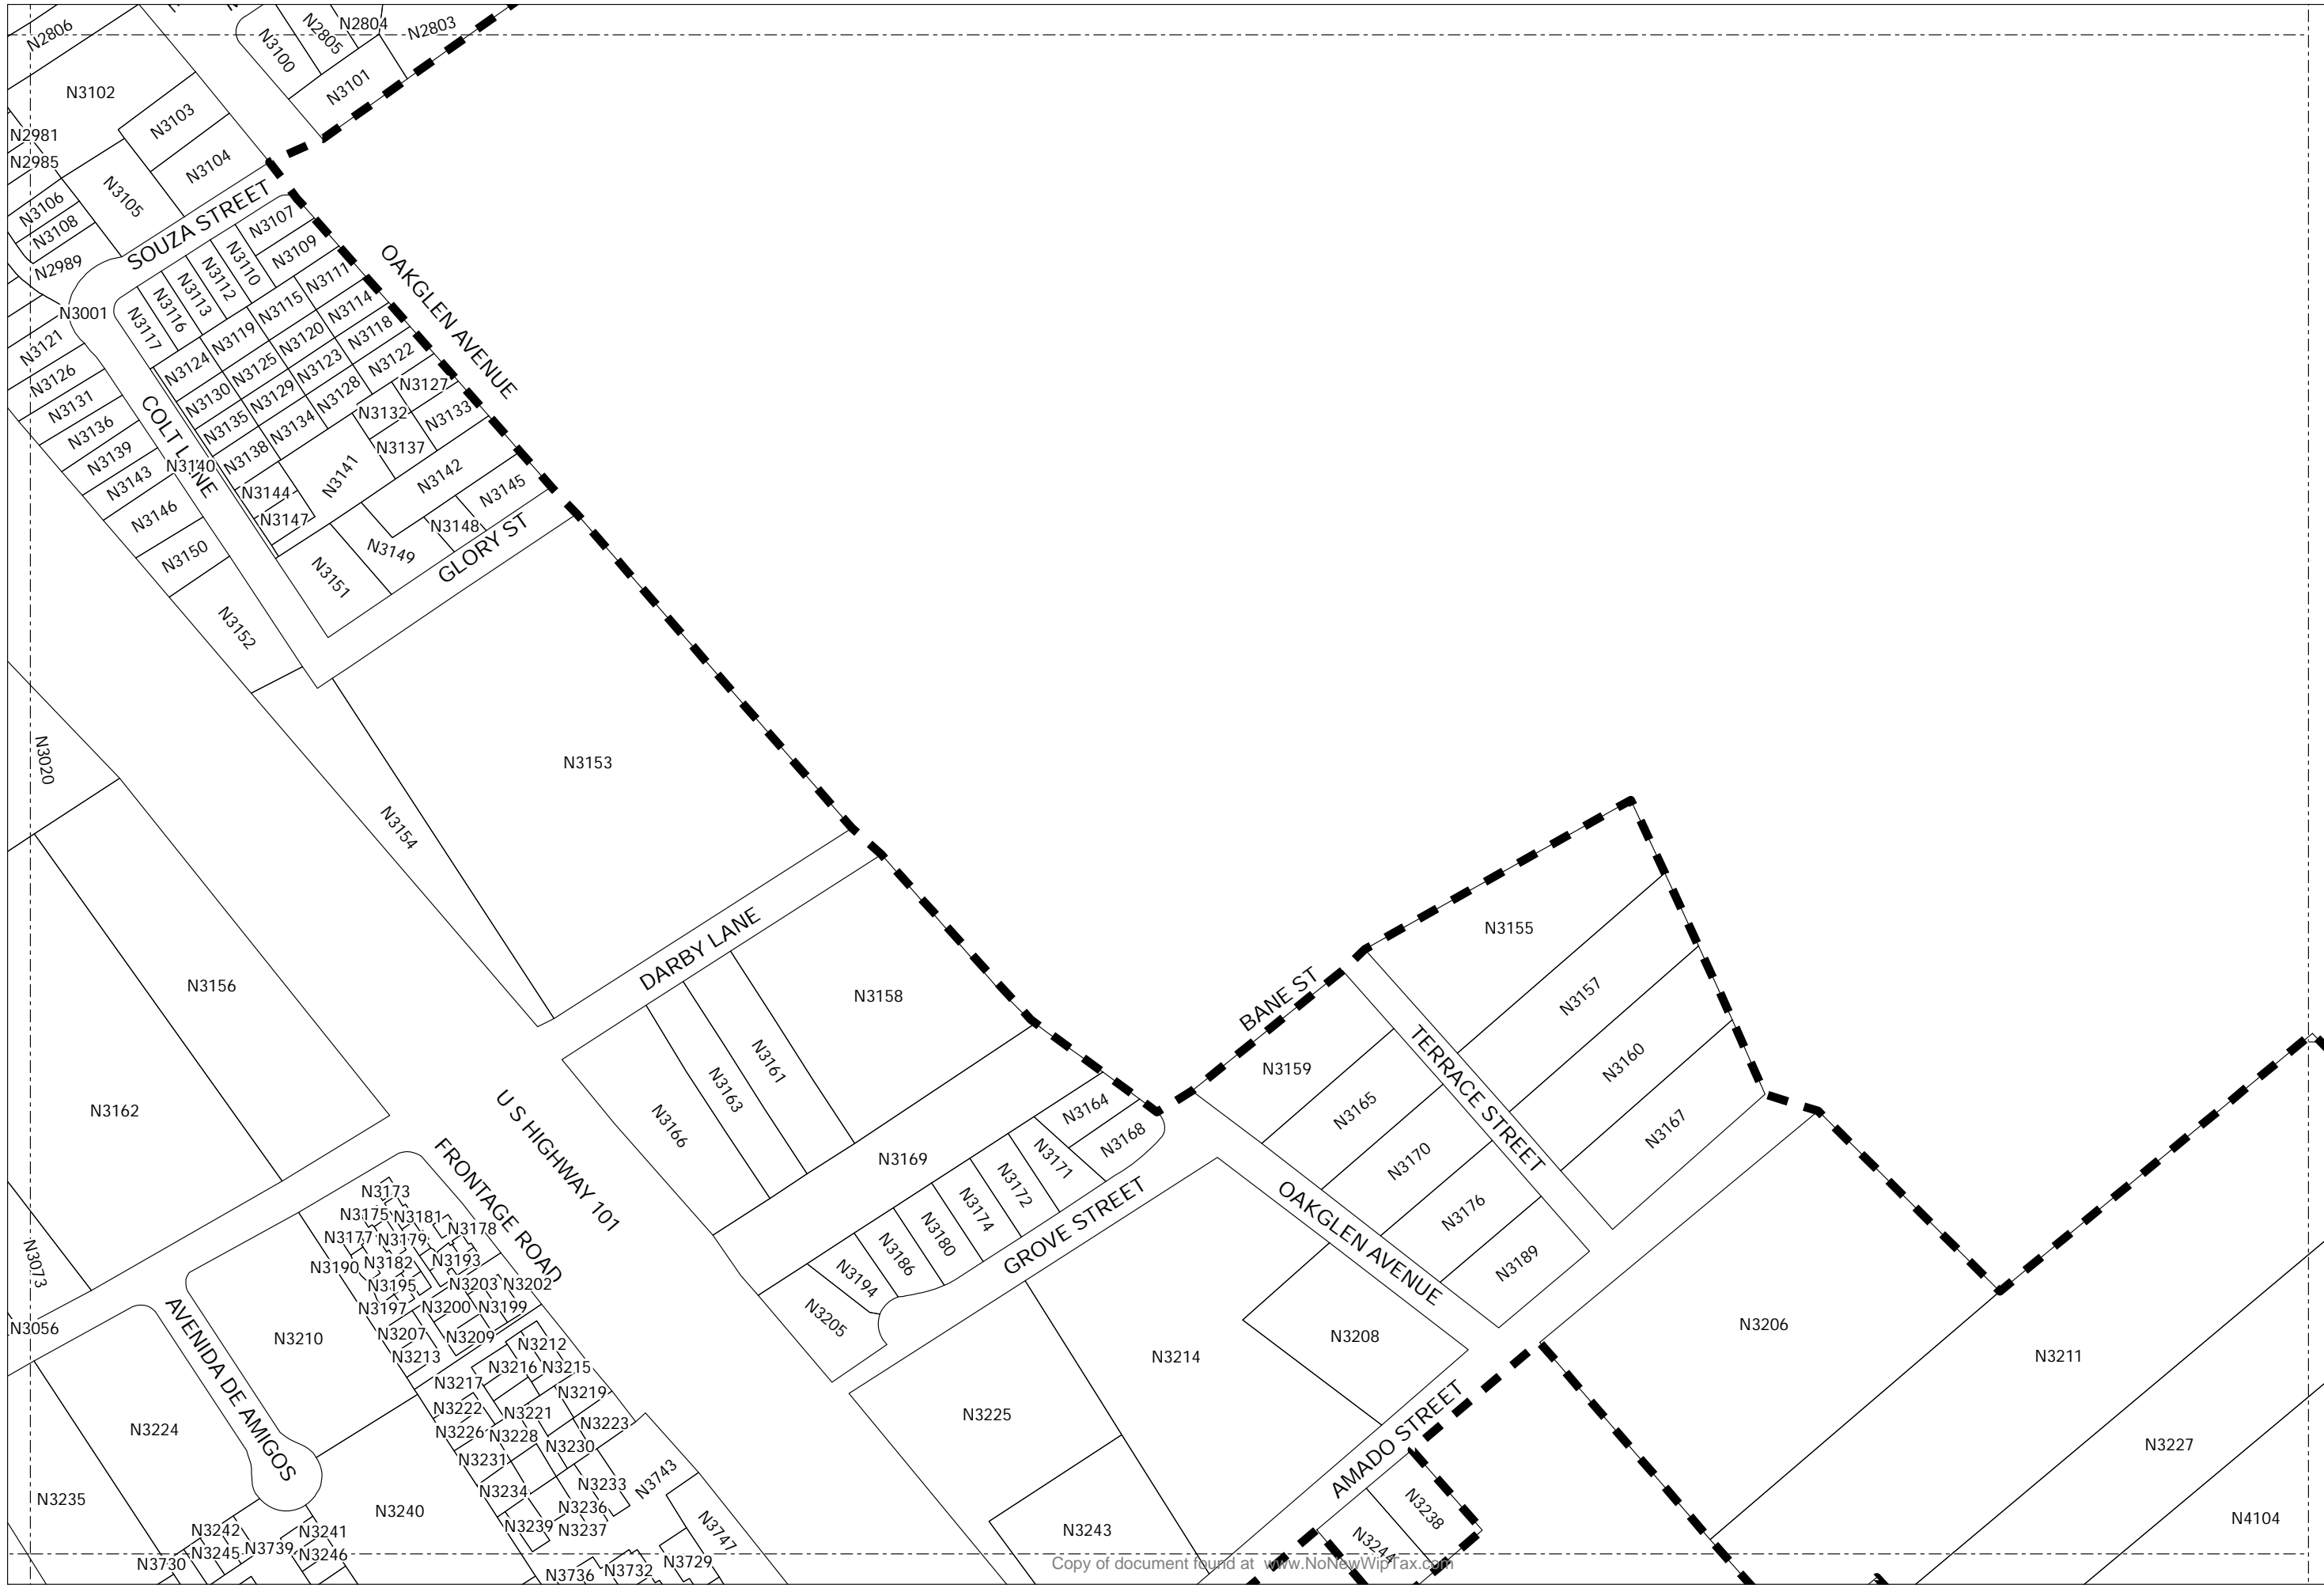 N2806
N2805
N2804
N2803
N3100
N3101
N3102
N3103
N2981
N2985
N3104
N3105
N3106
N3108
SOUZA STREET
N3107
N3109
N2989
N3110
N3112
N3113
N3116
N3117
N3111
OAKGLEN AVENUE
N3001
N3115
N3114
N3121
N3119
N3120
N3118
N3124
N3125
N3123
N3122
N3126
N3130
N3129
N3128
N3127
N3131
COLT LANE
N3135
N3134
N3132
N3133
N3136
N3138
N3137
N3139
N3140
N3141
N3142
N3143
N3144
N3145
N3146
N3147
N3148
N3149
GLORY ST
N3150
N3151
N3152
N3020
N3153
N3154
N3155
DARBY LANE
N3156
N3158
N3157
BANE ST
N3159
N3160
TERRACE STREET
N3161
N3163
N3162
N3166
U S HIGHWAY 101
N3164
N3165
N3167
N3168
N3169
N3170
N3171
N3172
N3174
FRONTAGE ROAD
N3173
N3175
N3181
N3178
N3177
N3179
N3176
N3180
N3186
GROVE STREET
OAKGLEN AVENUE
N3073
N3190
N3182
N3193
N3189
N3195
N3203
N3202
N3194
N3197
N3200
N3199
N3205
AVENIDA DE AMIGOS
N3056
N3210
N3207
N3209
N3206
N3208
N3213
N3212
N3216
N3215
N3214
N3211
N3217
N3219
N3222
N3221
N3223
N3225
AMADO STREET
N3224
N3226
N3228
N3230
N3227
N3231
N3233
N3743
N3234
N3235
N3236
N3238
N3240
N3239
N3237
N3747
N3243
N4104
N3242
N3241
N3244
N3245
N3739
N3246
N3730
N3729
N3736
N3732
Copy of document found at www.NoNewWipTax.com